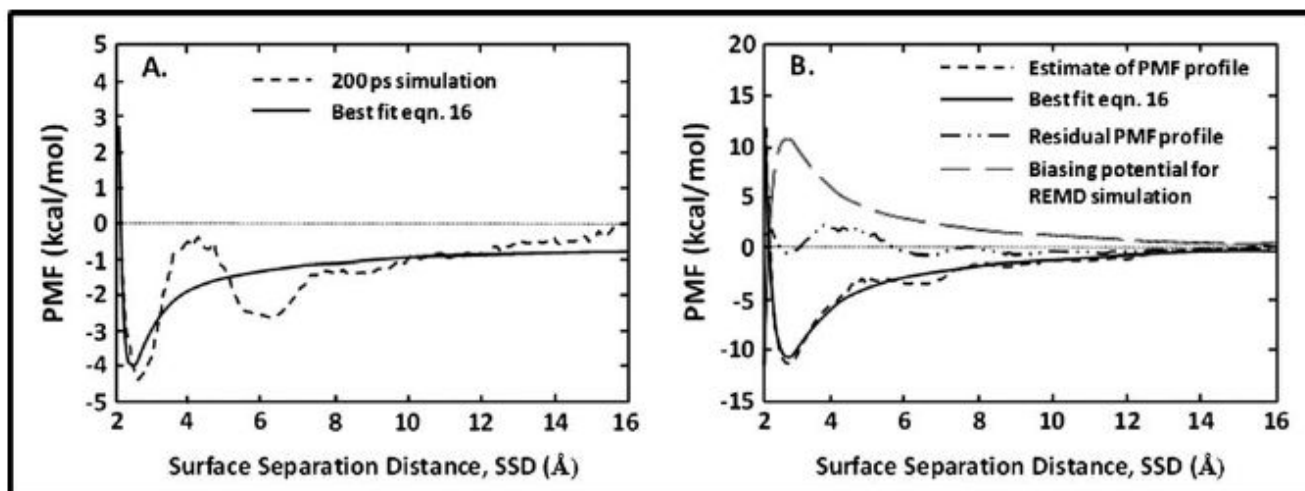 A.
200 ps simulation
Best fit eqn. 16
PMF (kcal/mol)
5
4
3
2
1
0
-1
-2
-3
-4
-5
2 4 6 8 10 12 14 16
Surface Separation Distance, SSD (Å)
B.
Estimate of PMF profile
Best fit eqn. 16
Residual PMF profile
Biasing potential for
REMD simulation
PMF (kcal/mol)
20
15
10
5
0
-5
-10
-15
2 4 6 8 10 12 14 16
Surface Separation Distance, SSD (Å)